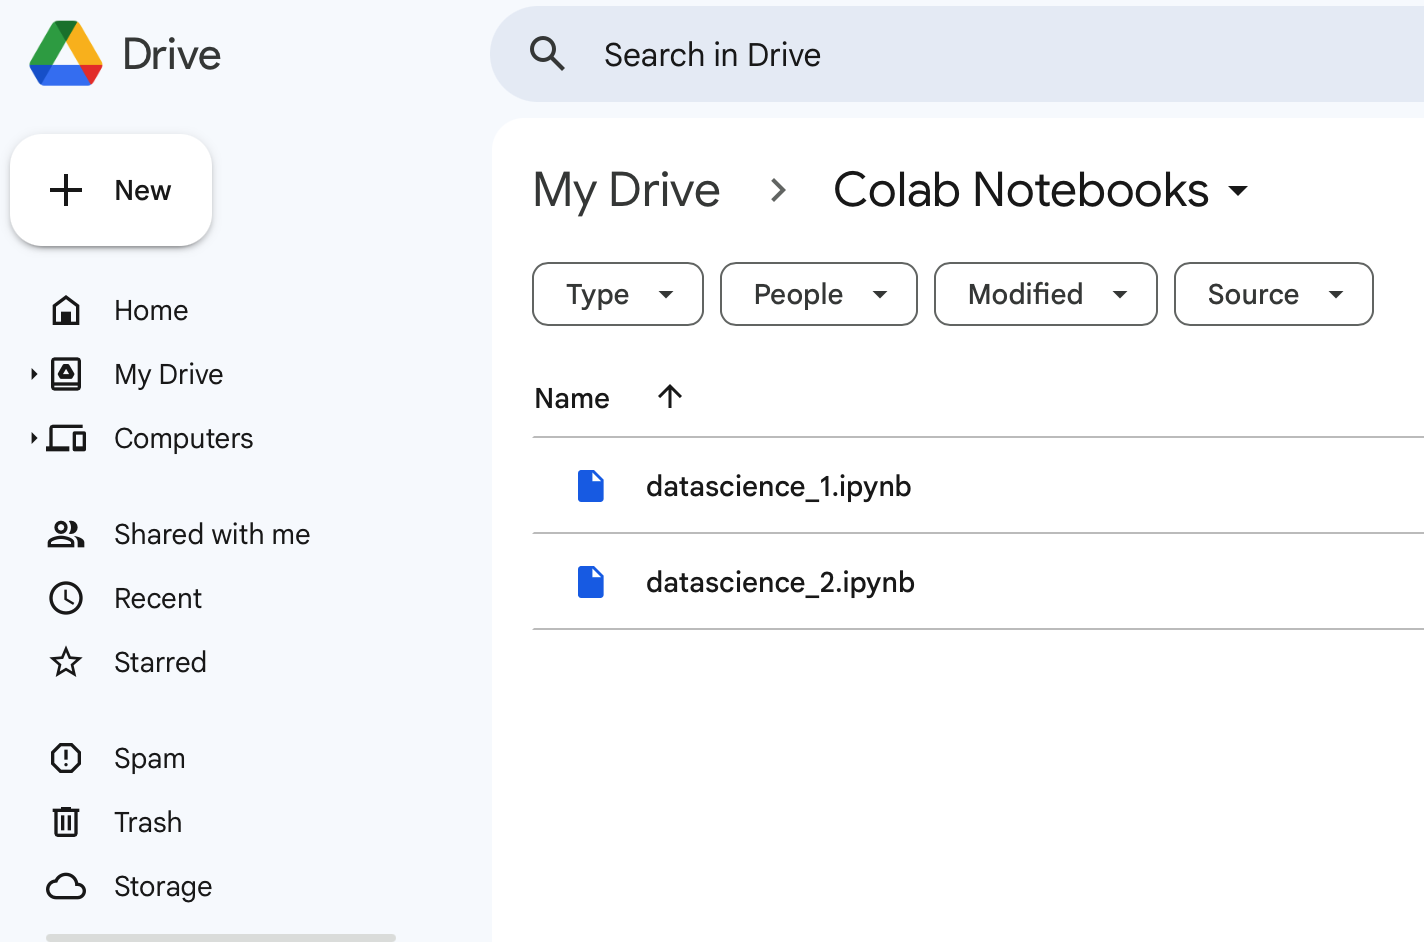 Drive
Search in Drive
New
My Drive > Colab Notebooks
Type People Modified Source
Home
My Drive
Computers
Shared with me
Recent
Starred
Spam
Trash
Storage
Name
datascience_1.ipynb
datascience_2.ipynb